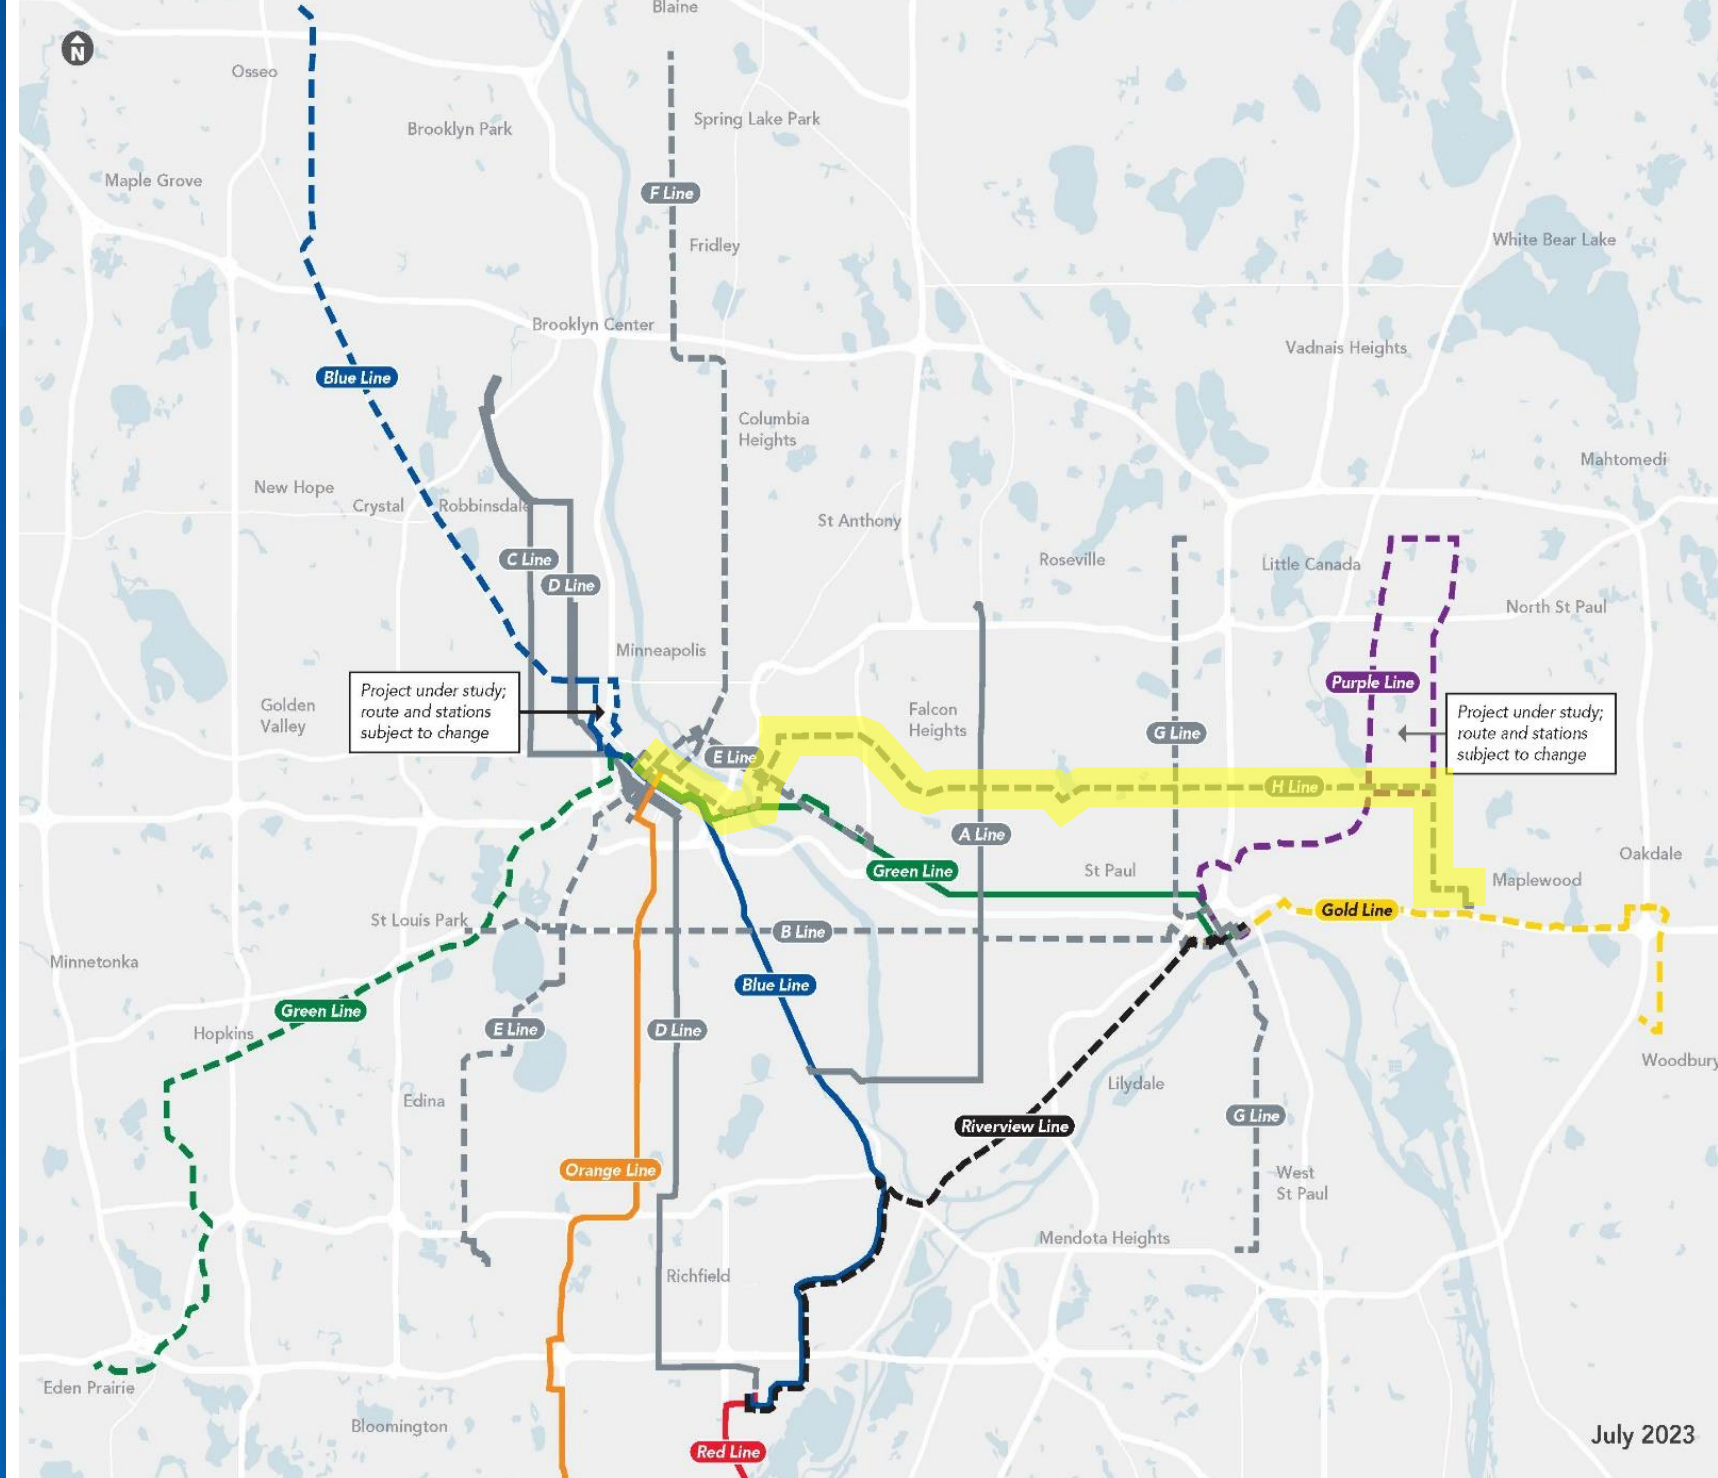 Blaine
N
Osseo
Spring Lake Park
Brooklyn Park
Maple Grove
F Line
Fridley
White Bear Lake
Brooklyn Center
Vadnais Heights
Blue Line
Columbia
Heights
Mahtomedi
New Hope
Crystal
Robbinsdale
St Anthony
C Line
Roseville
Little Canada
D Line
North St Paul
Minneapolis
Purple Line
Project under study;
route and stations
subject to change
Golden
Valley
Falcon
Heights
G Line
Project under study;
route and stations
subject to change
E Line
H Line
A Line
Green Line
St Paul
Oakdale
Maplewood
St Louis Park
Gold Line
B Line
Minnetonka
Blue Line
Green Line
Hopkins
E Line
D Line
Woodbury
Lilydale
Edina
Riverview Line
G Line
Orange Line
West
St Paul
Mendota Heights
Richfield
Eden Prairie
Bloomington
July 2023
Red Line